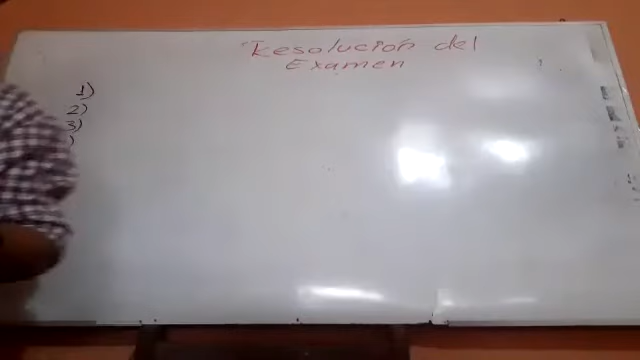 Resolución del
Examen
1)
2)
3)
)